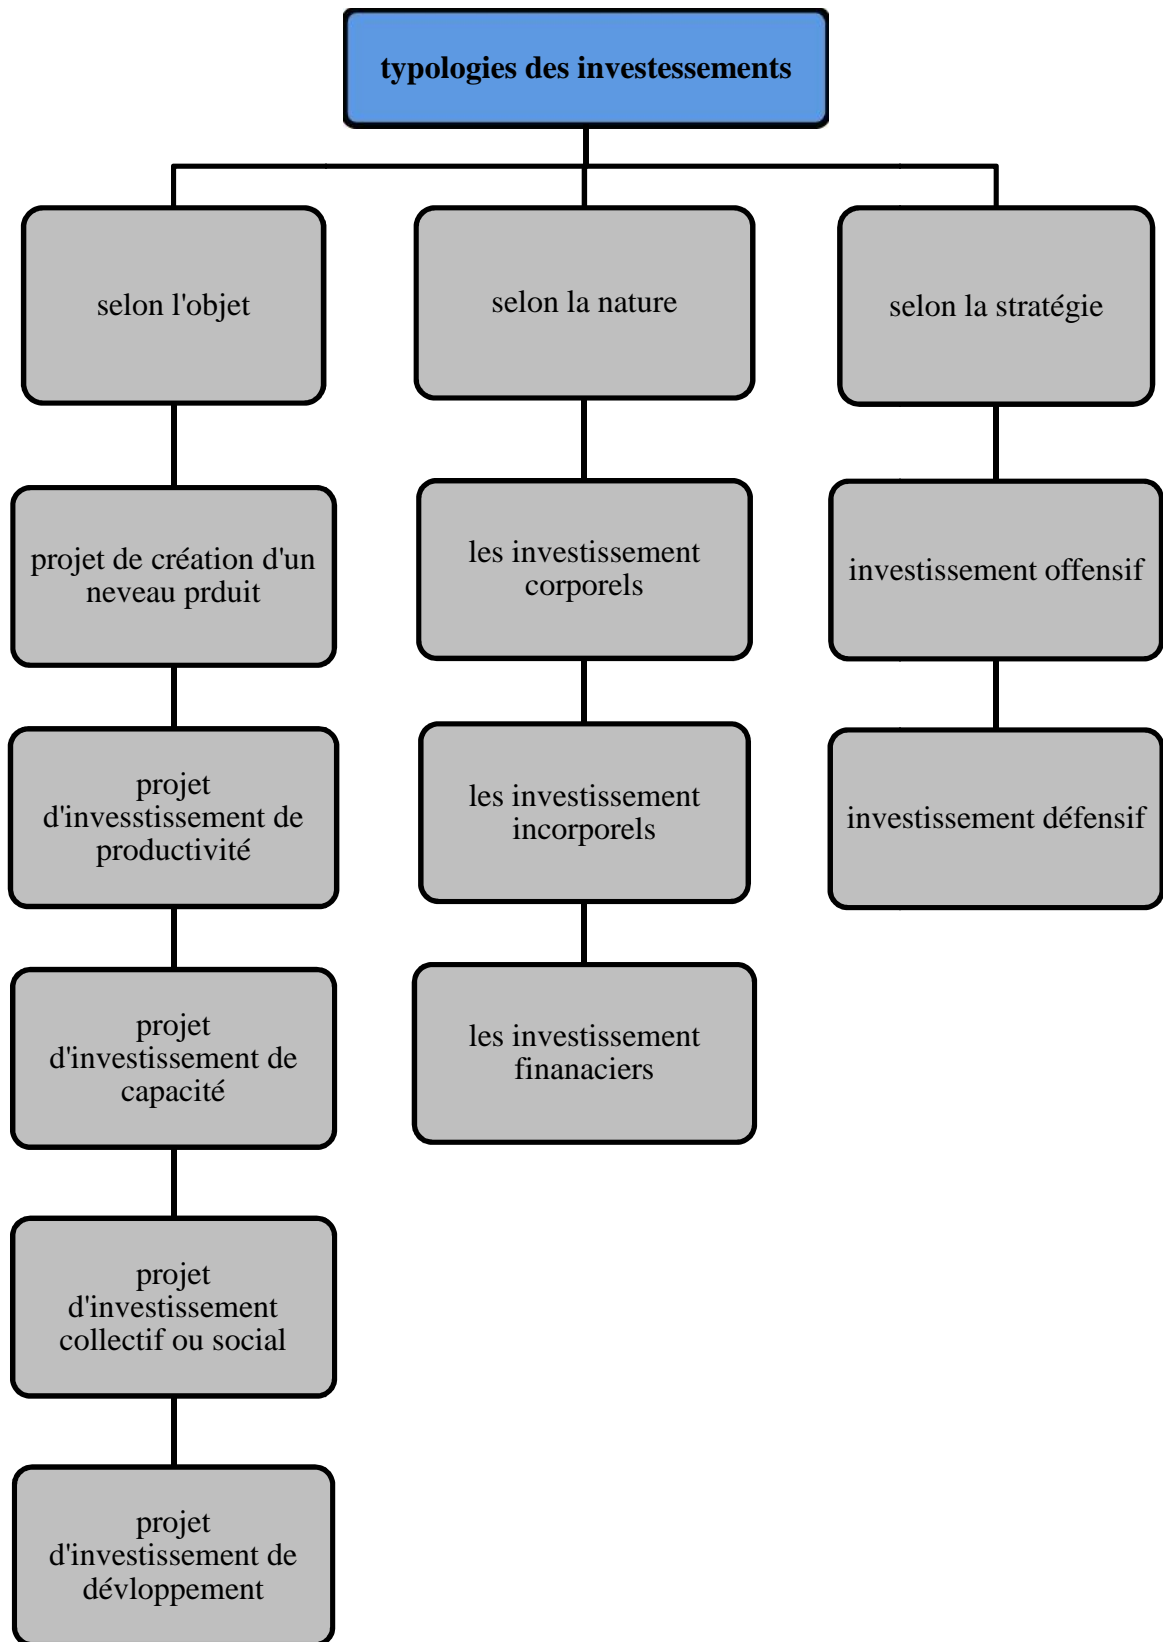 typologies des investessements
selon l'objet
projet de création d'un
neveau prduit
projet
d'invesstissement de
productivité
projet
d'investissement de
capacité
projet
d'investissement
collectif ou social
projet
d'investissement de
dévloppement
selon la nature
les investissement
corporels
les investissement
incorporels
les investissement
finanaciers
selon la stratégie
investissement offensif
investissement défensif